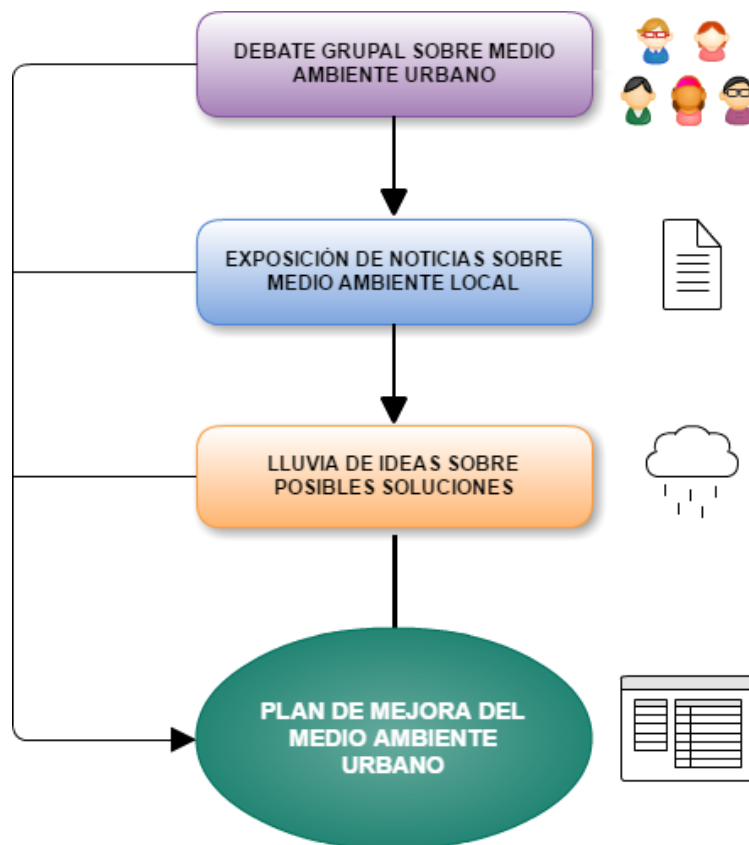 DEBATE GRUPAL SOBRE MEDIO
AMBIENTE URBANO
EXPOSICIÓN DE NOTICIAS SOBRE
MEDIO AMBIENTE LOCAL
LLUVIA DE IDEAS SOBRE
POSIBLES SOLUCIONES
PLAN DE MEJORA DEL
MEDIO AMBIENTE
URBANO